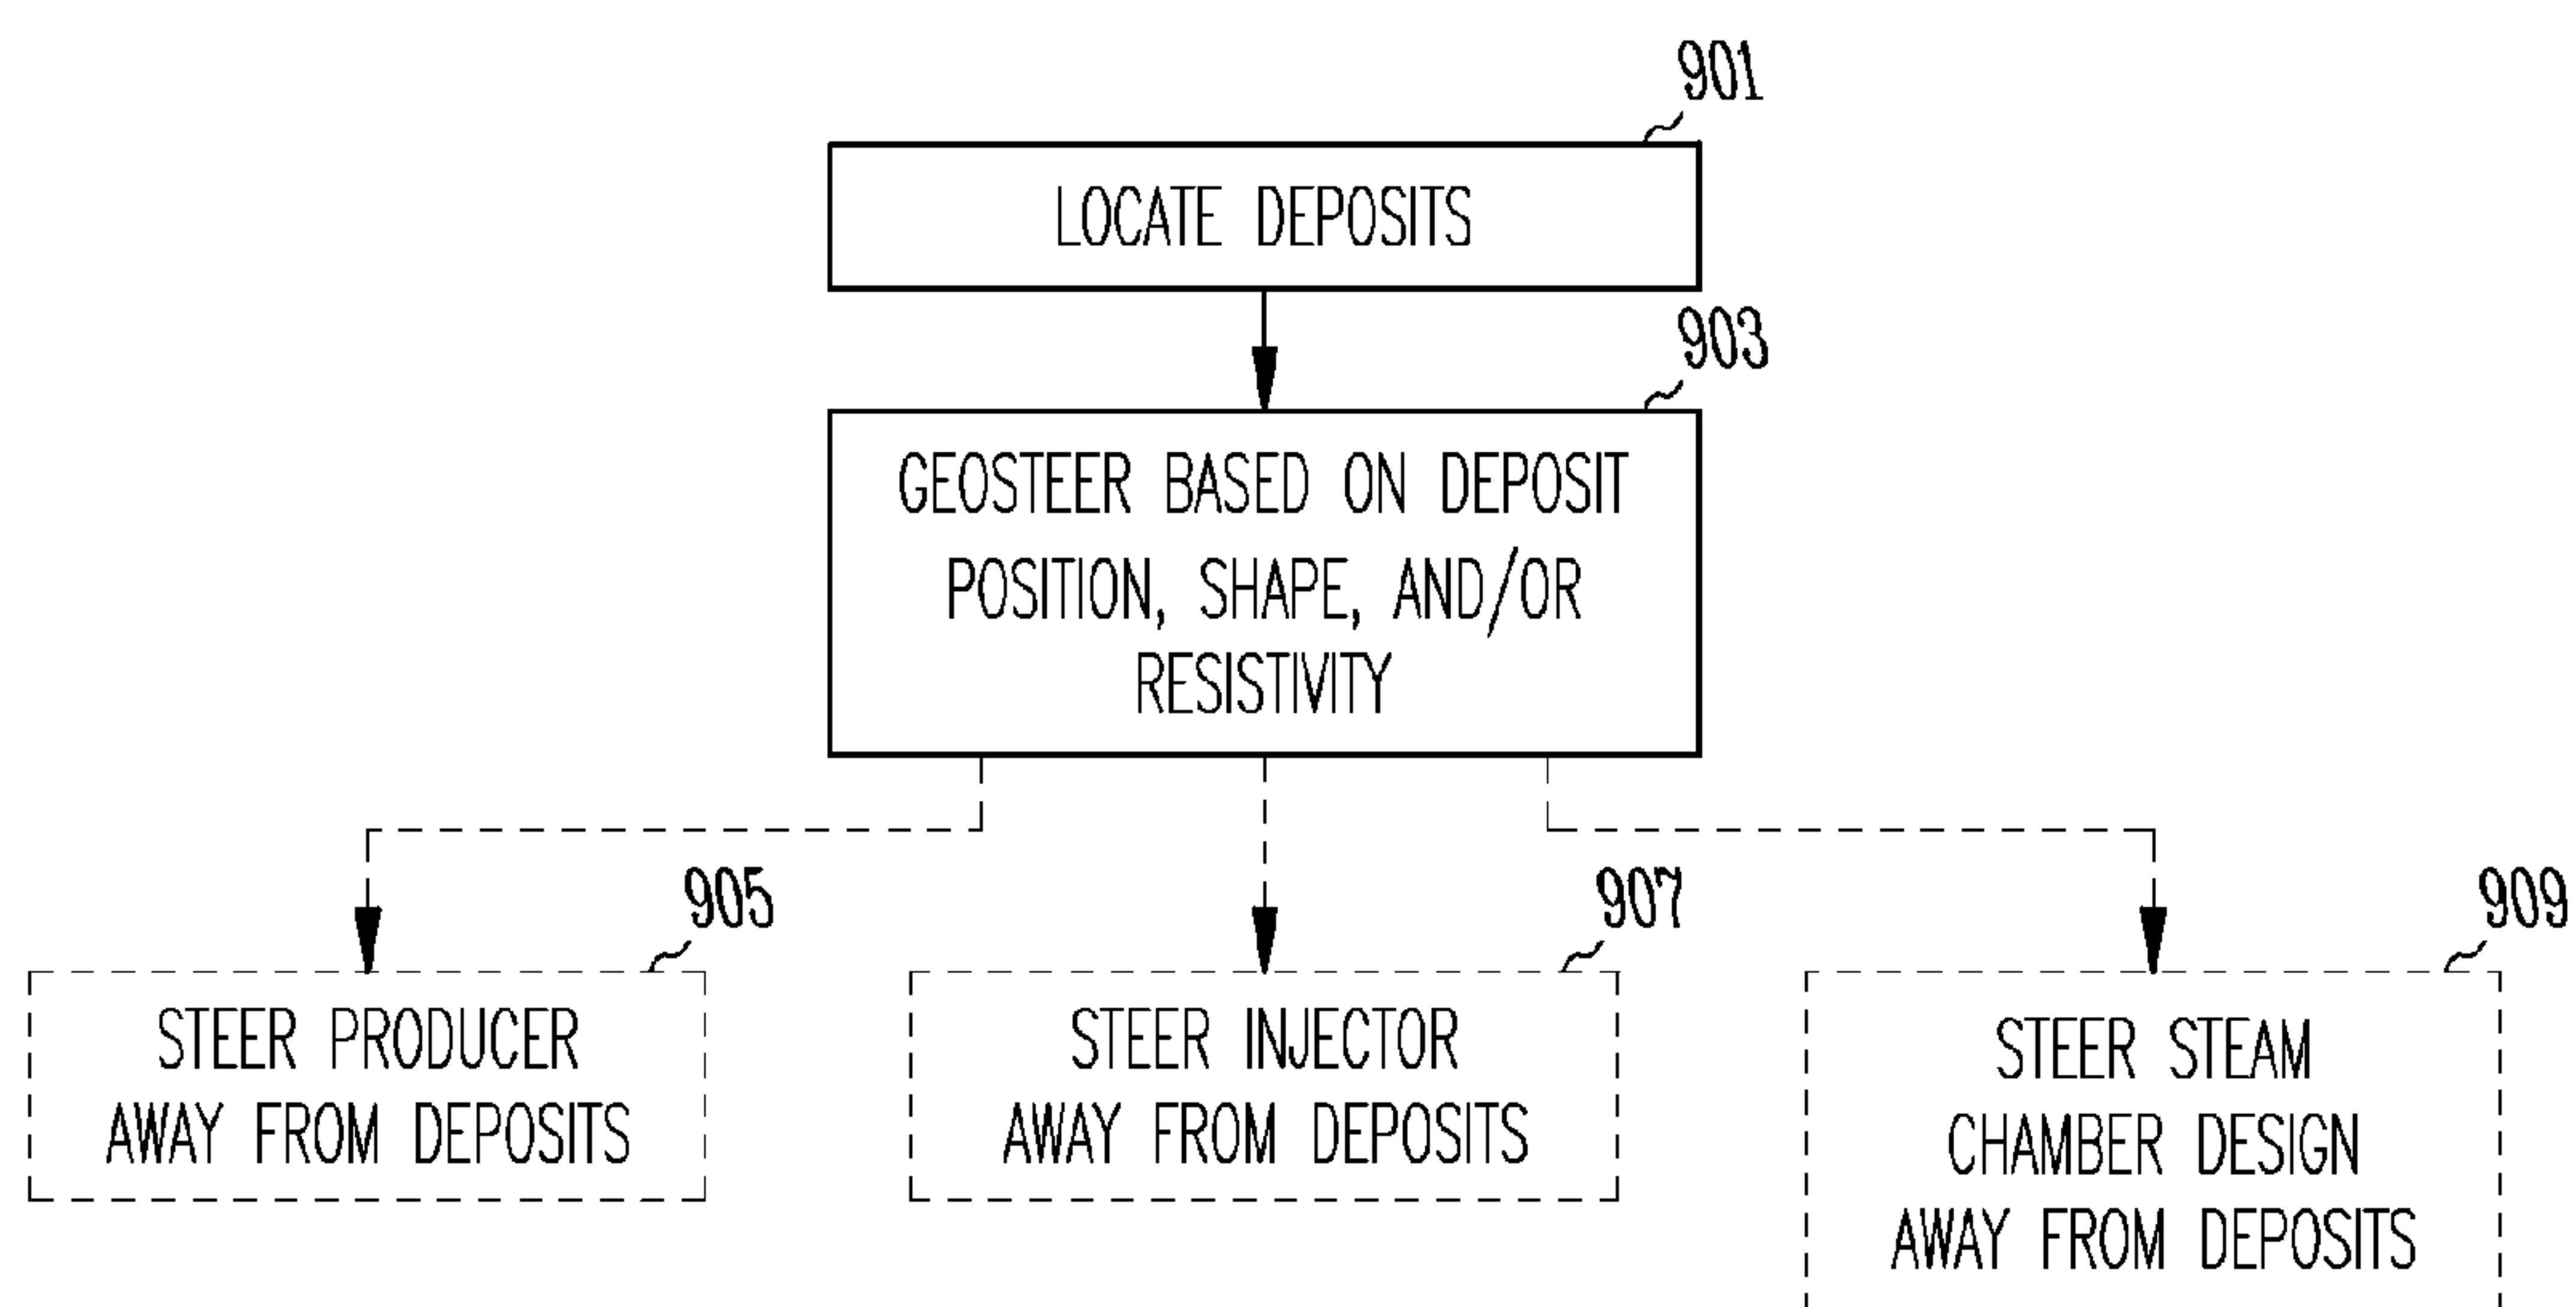 901
LOCATE DEPOSITS
903
GEOSTEER BASED ON DEPOSIT
POSITION, SHAPE, AND/OR
RESISTIVITY
905
STEER PRODUCER
AWAY FROM DEPOSITS
907
STEER INJECTOR
AWAY FROM DEPOSITS
909
STEER STEAM
CHAMBER DESIGN
AWAY FROM DEPOSITS